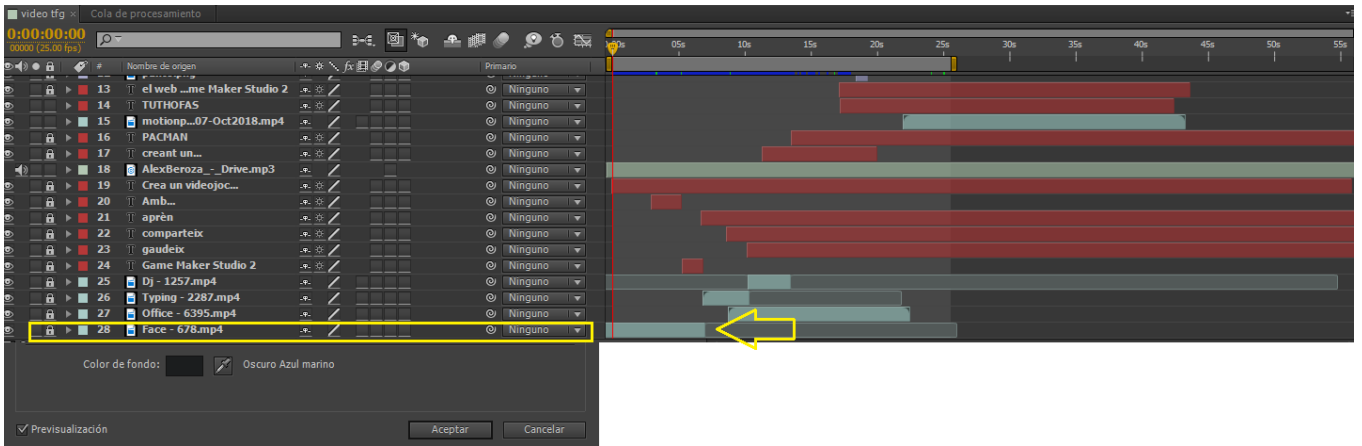 video tfg × Cola de procesamiento
0:00:00:00
00000 (25.00 fps)
05s 10s 15s 20s 25s 30s 35s 40s 45s 50s 55s
# Nombre de origen fx Primario
13 T el web ...me Maker Studio 2 Ninguno
14 T TUTHOFAS Ninguno
15 motionp...07-Oct2018.mp4 Ninguno
16 T PACMAN Ninguno
17 T creant un... Ninguno
18 AlexBeroza_-_Drive.mp3 Ninguno
19 T Crea un videojoc... Ninguno
20 T Amb... Ninguno
21 T aprèn Ninguno
22 T comparteix Ninguno
23 T gaudeix Ninguno
24 T Game Maker Studio 2 Ninguno
25 Dj - 1257.mp4 Ninguno
26 Typing - 2287.mp4 Ninguno
27 Office - 6395.mp4 Ninguno
28 Face - 678.mp4 Ninguno
Color de fondo: Oscuro Azul marino
Previsualización Aceptar Cancelar